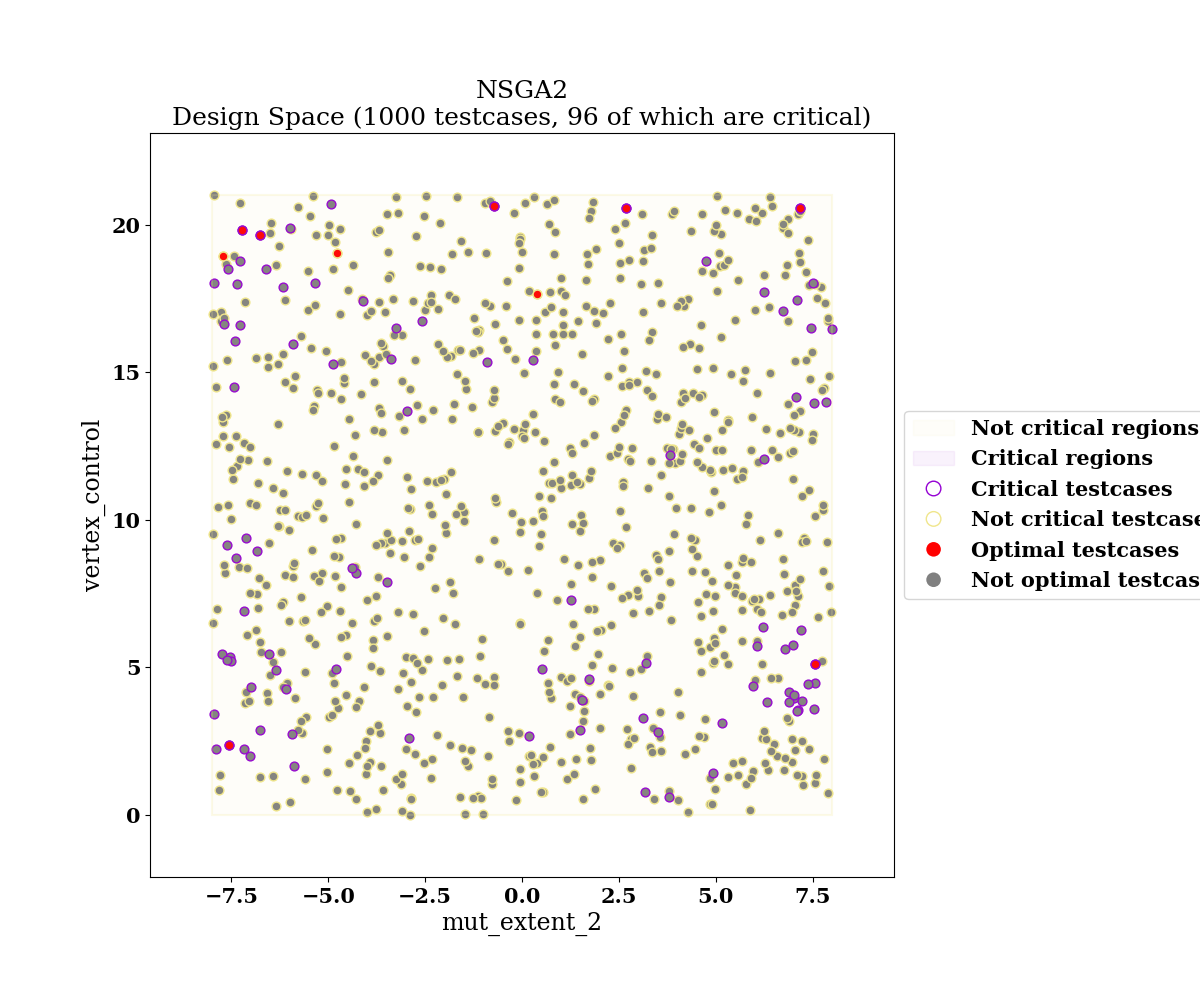 NSGA2
Design Space (1000 testcases, 96 of which are critical)
vertex_control
20
15
10
5
0
−7.5
−5.0
−2.5
0.0
2.5
5.0
7.5
mut_extent_2
Not critical regions
Critical regions
Critical testcases
Not critical testcase
Optimal testcases
Not optimal testcas